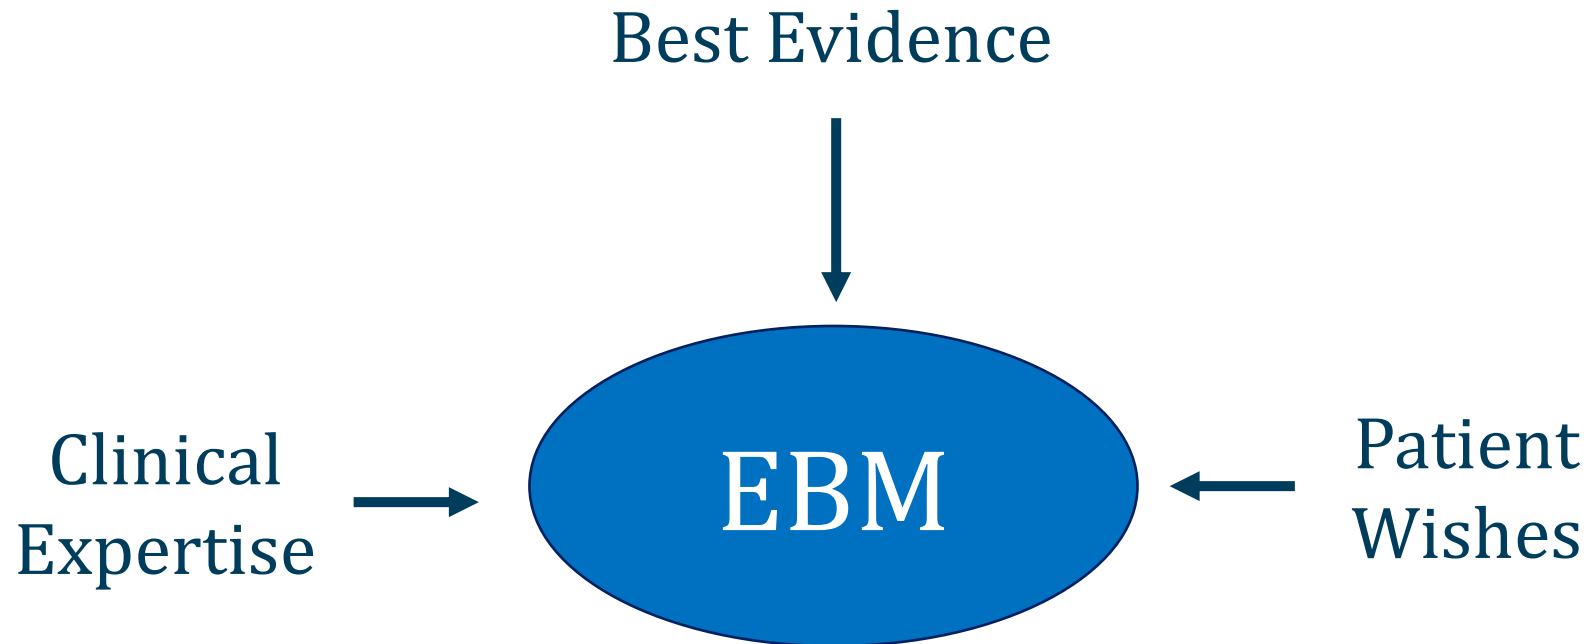 Best Evidence
Clinical
Expertise
EBM
Patient
Wishes